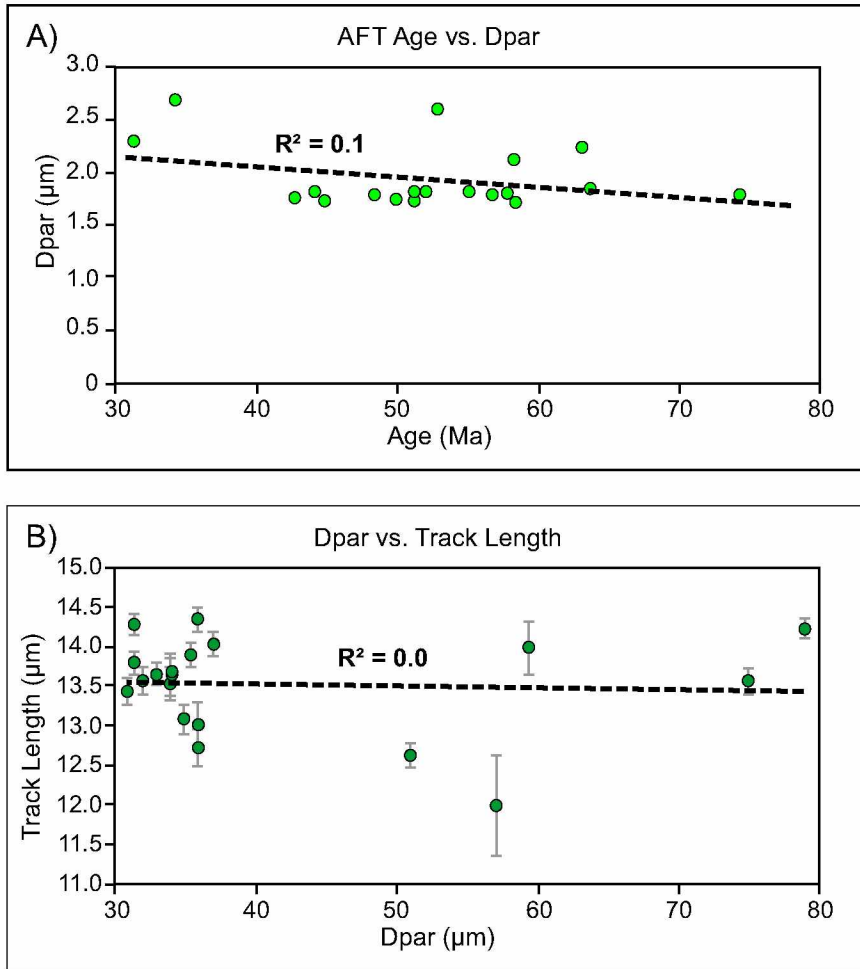 A)
AFT Age vs. Dpar
3.0
2.5
2.0
1.5
1.0
0.5
0
Dpar (µm)
R² = 0.1
30 40 50 60 70 80
Age (Ma)
B)
Dpar vs. Track Length
15.0
14.5
14.0
13.5
13.0
12.5
12.0
11.5
11.0
Track Length (µm)
R² = 0.0
30 40 50 60 70 80
Dpar (µm)